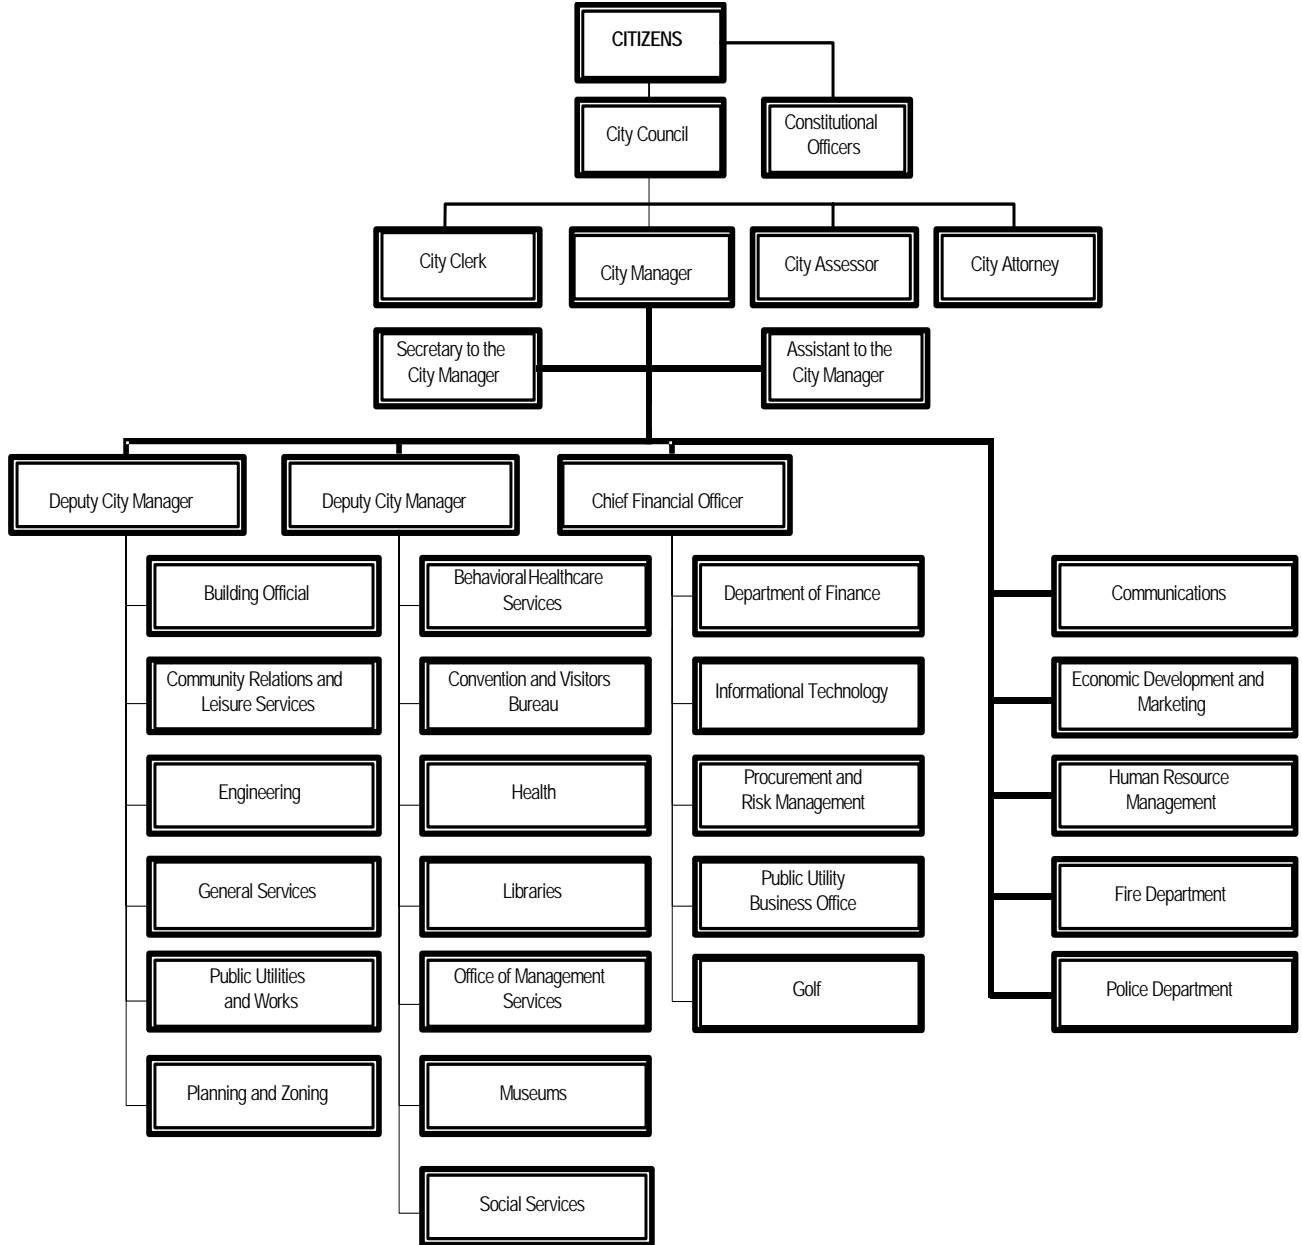 CITIZENS
City Council
Constitutional
Officers
City Clerk
City Manager
City Assessor
City Attorney
Secretary to the
City Manager
Assistant to the
City Manager
Deputy City Manager
Deputy City Manager
Chief Financial Officer
Building Official
Behavioral Healthcare
Services
Department of Finance
Communications
Community Relations and
Leisure Services
Convention and Visitors
Bureau
Informational Technology
Economic Development and
Marketing
Engineering
Health
Procurement and
Risk Management
Human Resource
Management
General Services
Libraries
Public Utility
Business Office
Fire Department
Public Utilities
and Works
Office of Management
Services
Golf
Police Department
Planning and Zoning
Museums
Social Services